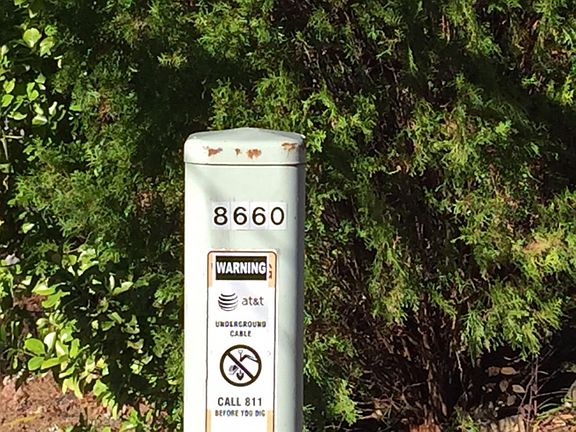 8660
WARNING
at&t
UNDERGROUND
CABLE
CALL 811
BEFORE YOU DIG